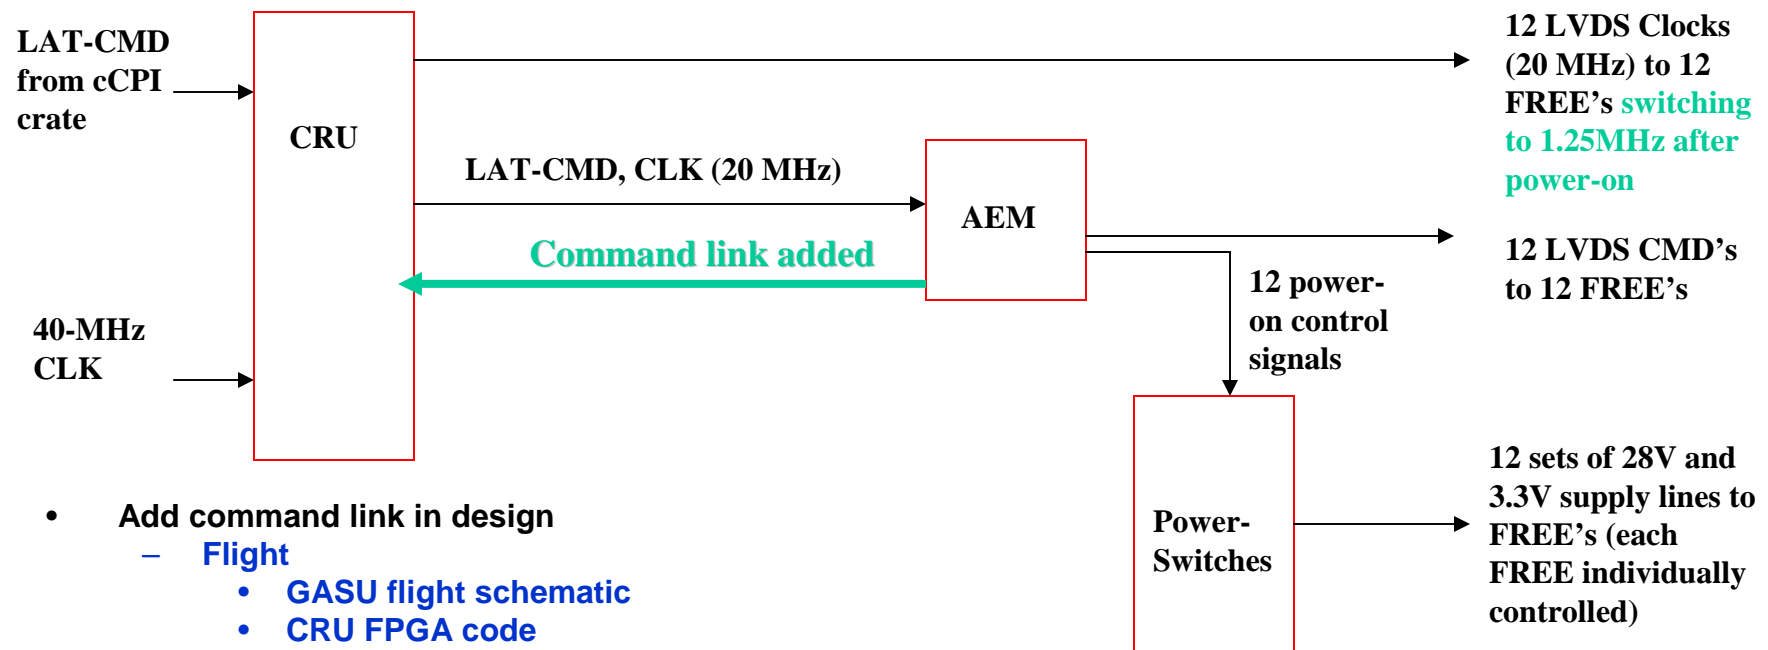 LAT-CMD
from cCPI
crate
CRU
40-MHz
CLK
LAT-CMD, CLK (20 MHz)
Command link added
AEM
12 LVDS Clocks
(20 MHz) to 12
FREE’s switching
to 1.25MHz after
power-on
12 LVDS CMD’s
to 12 FREE’s
12 power-
on control
signals
Power-
Switches
12 sets of 28V and
3.3V supply lines to
FREE’s (each
FREE individually
controlled)
• Add command link in design
– Flight
• GASU flight schematic
• CRU FPGA code